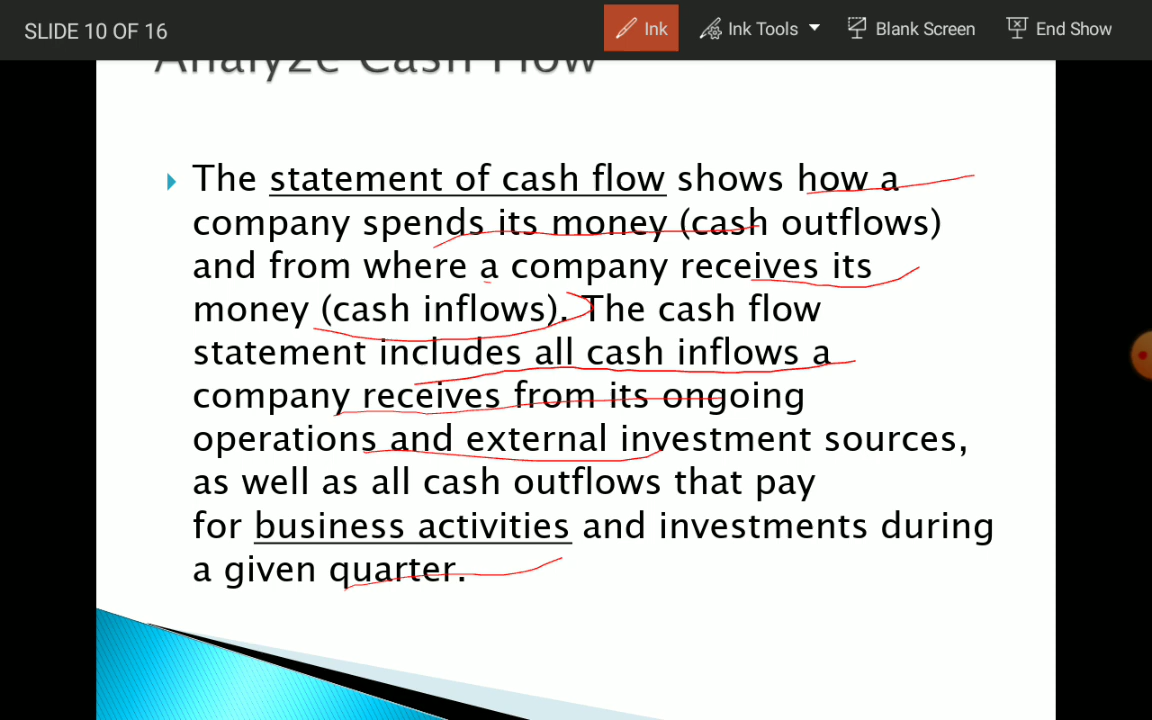 SLIDE 10 OF 16
Ink
Ink Tools
Blank Screen
End Show
Analyze Cash Flow
The statement of cash flow shows how a
company spends its money (cash outflows)
and from where a company receives its
money (cash inflows). The cash flow
statement includes all cash inflows a
company receives from its ongoing
operations and external investment sources,
as well as all cash outflows that pay
for business activities and investments during
a given quarter.